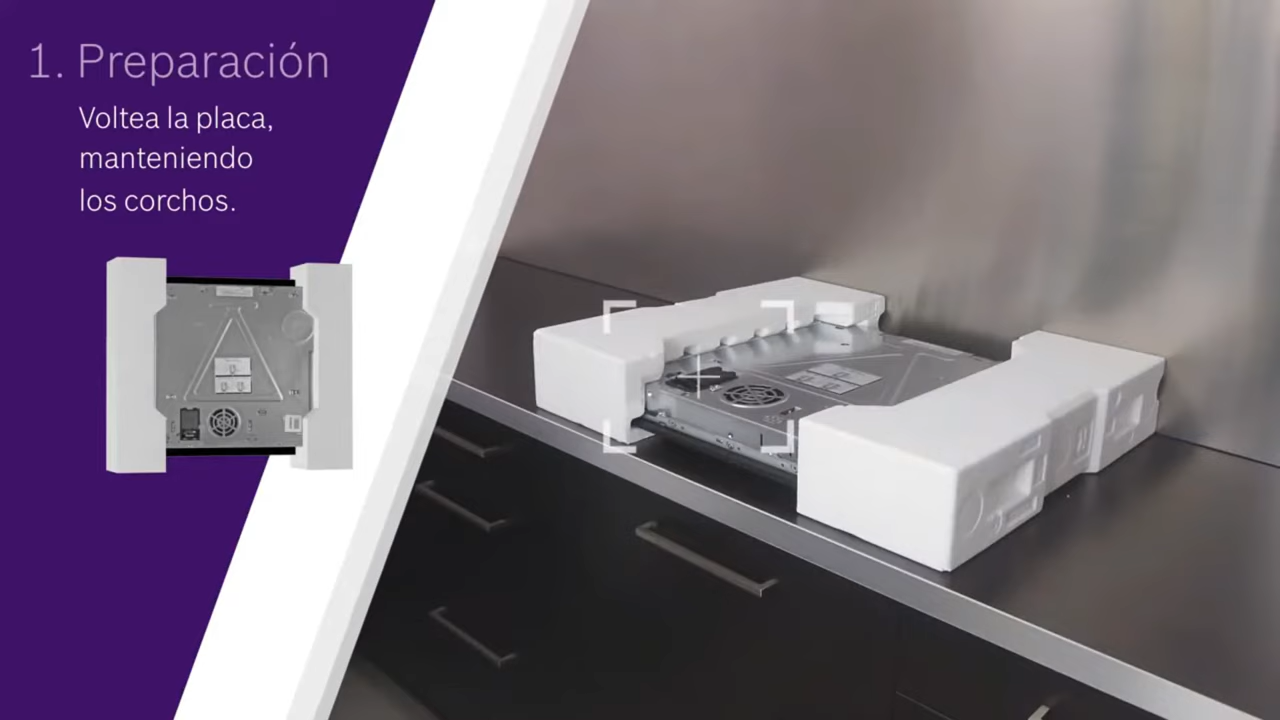 1. Preparación
Voltea la placa,
manteniendo
los corchos.